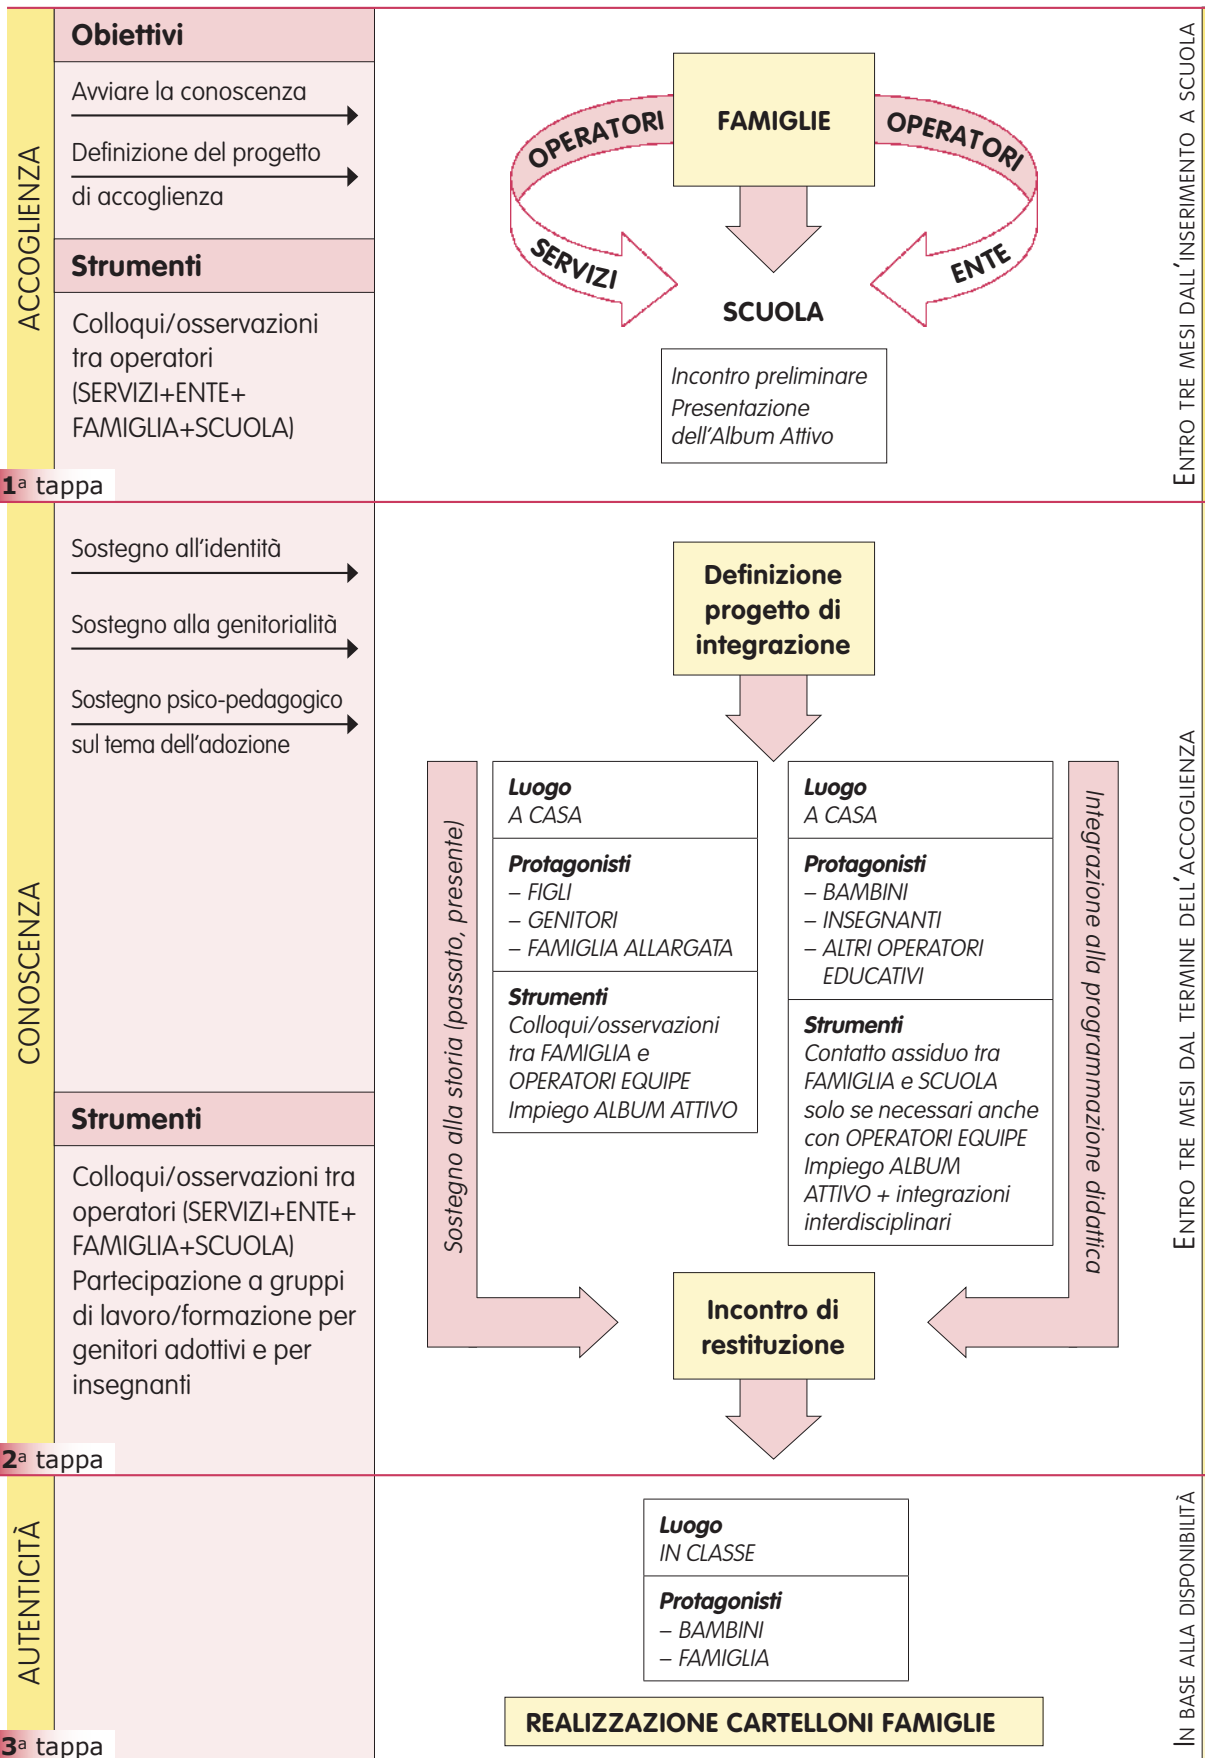 ACCOGLIENZA
Obiettivi
Avviare la conoscenza
Definizione del progetto
di accoglienza
Strumenti
Colloqui/osservazioni
tra operatori
(SERVIZI+ENTE+
FAMIGLIA+SCUOLA)
1ª tappa
FAMIGLIE
OPERATORI
OPERATORI
SERVIZI
ENTE
SCUOLA
Incontro preliminare
Presentazione
dell'Album Attivo
ENTRO TRE MESI DALL'INSERIMENTO A SCUOLA
CONOSCENZA
Sostegno all'identità
Sostegno alla genitorialità
Sostegno psico-pedagogico
sul tema dell'adozione
Strumenti
Colloqui/osservazioni tra
operatori (SERVIZI+ENTE+
FAMIGLIA+SCUOLA)
Partecipazione a gruppi
di lavoro/formazione per
genitori adottivi e per
insegnanti
2ª tappa
Definizione
progetto di
integrazione
Sostegno alla storia (passato, presente)
Luogo
A CASA
Protagonisti
– FIGLI
– GENITORI
– FAMIGLIA ALLARGATA
Strumenti
Colloqui/osservazioni
tra FAMIGLIA e
OPERATORI EQUIPE
Impiego ALBUM ATTIVO
Luogo
A CASA
Protagonisti
– BAMBINI
– INSEGNANTI
– ALTRI OPERATORI
EDUCATIVI
Strumenti
Contatto assiduo tra
FAMIGLIA e SCUOLA
solo se necessari anche
con OPERATORI EQUIPE
Impiego ALBUM
ATTIVO + integrazioni
interdisciplinari
Integrazione alla programmazione didattica
Incontro di
restituzione
ENTRO TRE MESI DAL TERMINE DELL'ACCOGLIENZA
AUTENTICITÀ
3ª tappa
Luogo
IN CLASSE
Protagonisti
– BAMBINI
– FAMIGLIA
REALIZZAZIONE CARTELLONI FAMIGLIE
IN BASE ALLA DISPONIBILITÀ